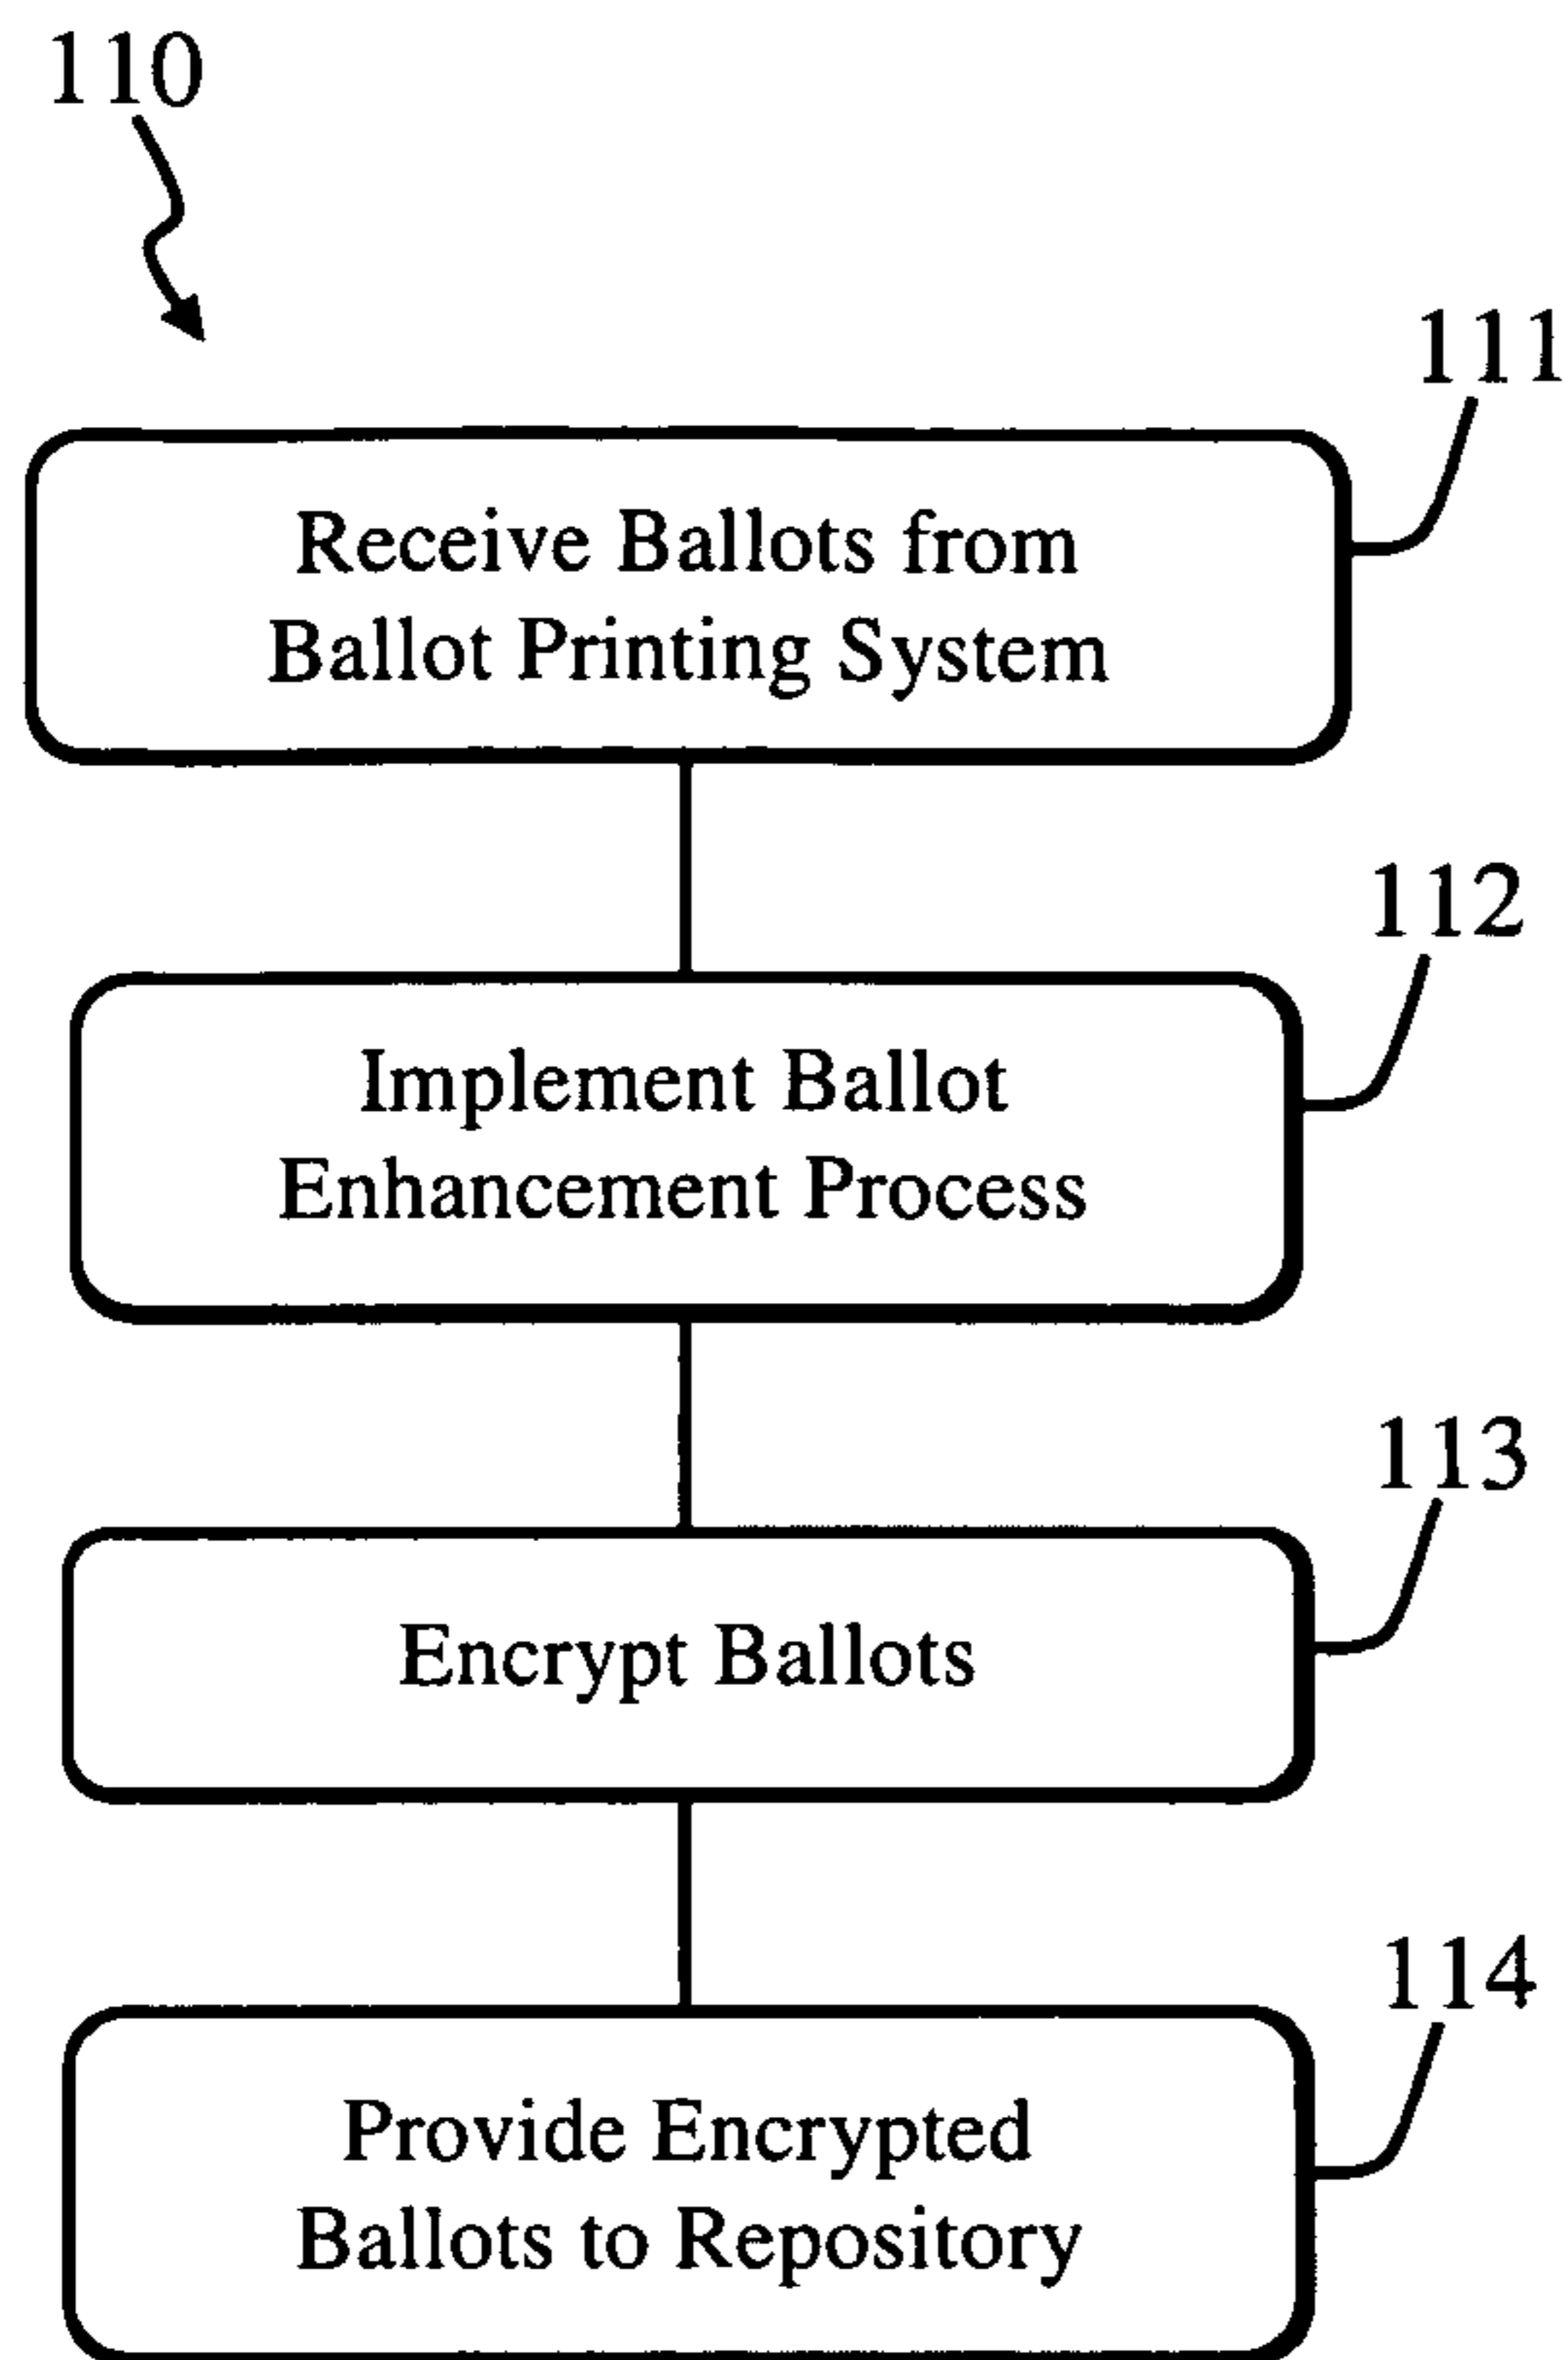 110
111
Receive Ballots from
Ballot Printing System
112
Implement Ballot
Enhancement Process
113
Encrypt Ballots
114
Provide Encrypted
Ballots to Repository